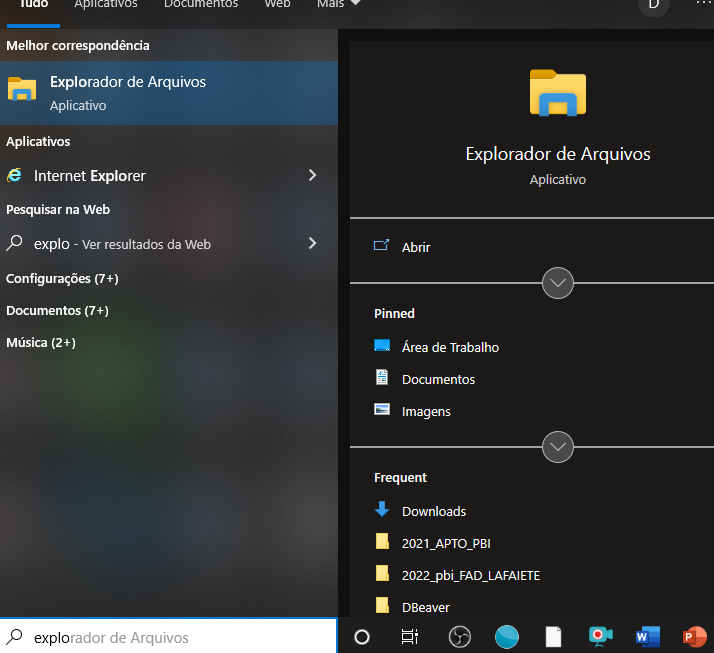 Tudo Aplicativos Documentos Web Mais D ...
Melhor correspondência
Explorador de Arquivos
Aplicativo
Aplicativos
Internet Explorer
Pesquisar na Web
explo - Ver resultados da Web
Configurações (7+)
Documentos (7+)
Música (2+)
explorador de Arquivos
Explorador de Arquivos
Aplicativo
Abrir
Pinned
Área de Trabalho
Documentos
Imagens
Frequent
Downloads
2021_APTO_PBI
2022_pbi_FAD_LAFAIETE
DBeaver
W P